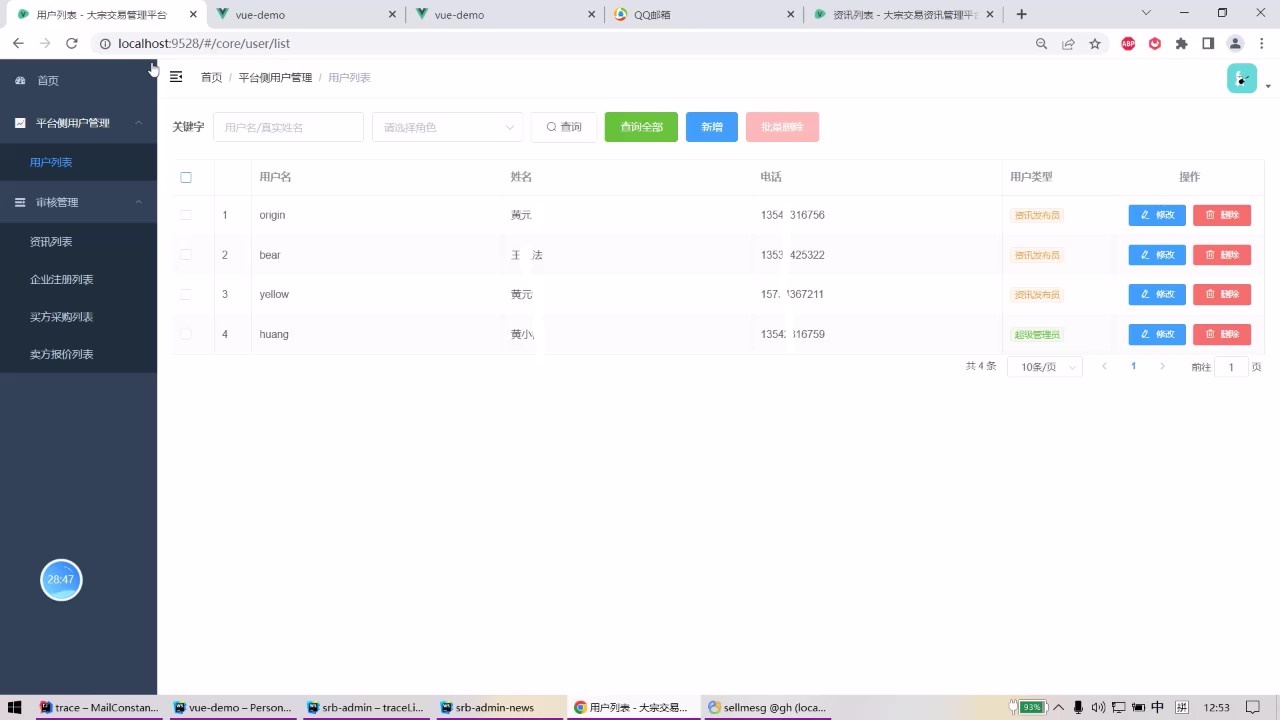 用户列表 - 大宗交易管理平台
vue-demo
vue-demo
QQ邮箱
资讯列表 - 大宗交易资讯管理平台
localhost:9528/#/core/user/list
ABP
首页
首页 / 平台侧用户管理 / 用户列表
平台侧用户管理
用户列表
审核管理
资讯列表
企业注册列表
买方采购列表
卖方报价列表
28:47
关键字 用户名/真实姓名 请选择角色 查询 查询全部 新增 批量删除
用户名 姓名 电话 用户类型 操作
1 origin 黄元 1354 316756 资讯发布员 修改 删除
2 bear 王 法 1353 425322 资讯发布员 修改 删除
3 yellow 黄元 157. 367211 资讯发布员 修改 删除
4 huang 黄小 1354 316759 超级管理员 修改 删除
共 4 条 10条/页 1 前往 1 页
trace – MailConstan...
vue-demo – Person...
srb-admin – traceLi...
srb-admin-news
用户列表 - 大宗交易...
sellmesg @gh (loca...
93%
中
拼
12:53